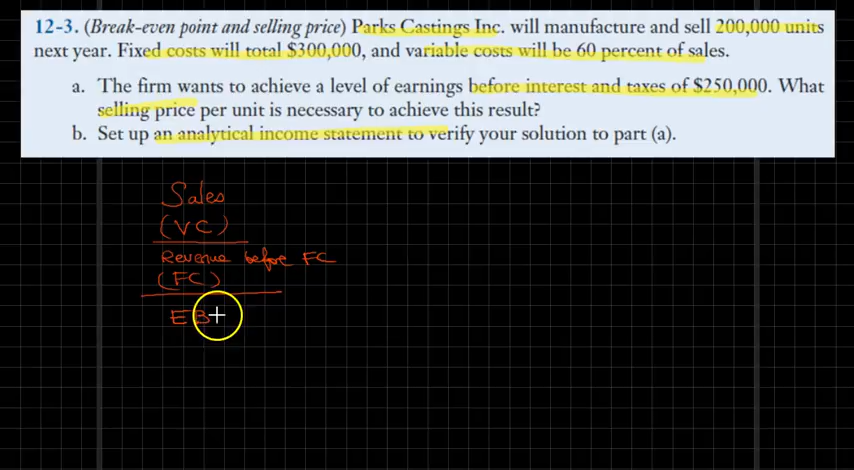 12-3. (Break-even point and selling price) Parks Castings Inc. will manufacture and sell 200,000 units
next year. Fixed costs will total $300,000, and variable costs will be 60 percent of sales.
a. The firm wants to achieve a level of earnings before interest and taxes of $250,000. What
selling price per unit is necessary to achieve this result?
b. Set up an analytical income statement to verify your solution to part (a).
Sales
(VC)
Revenue before FC
(FC)
EB